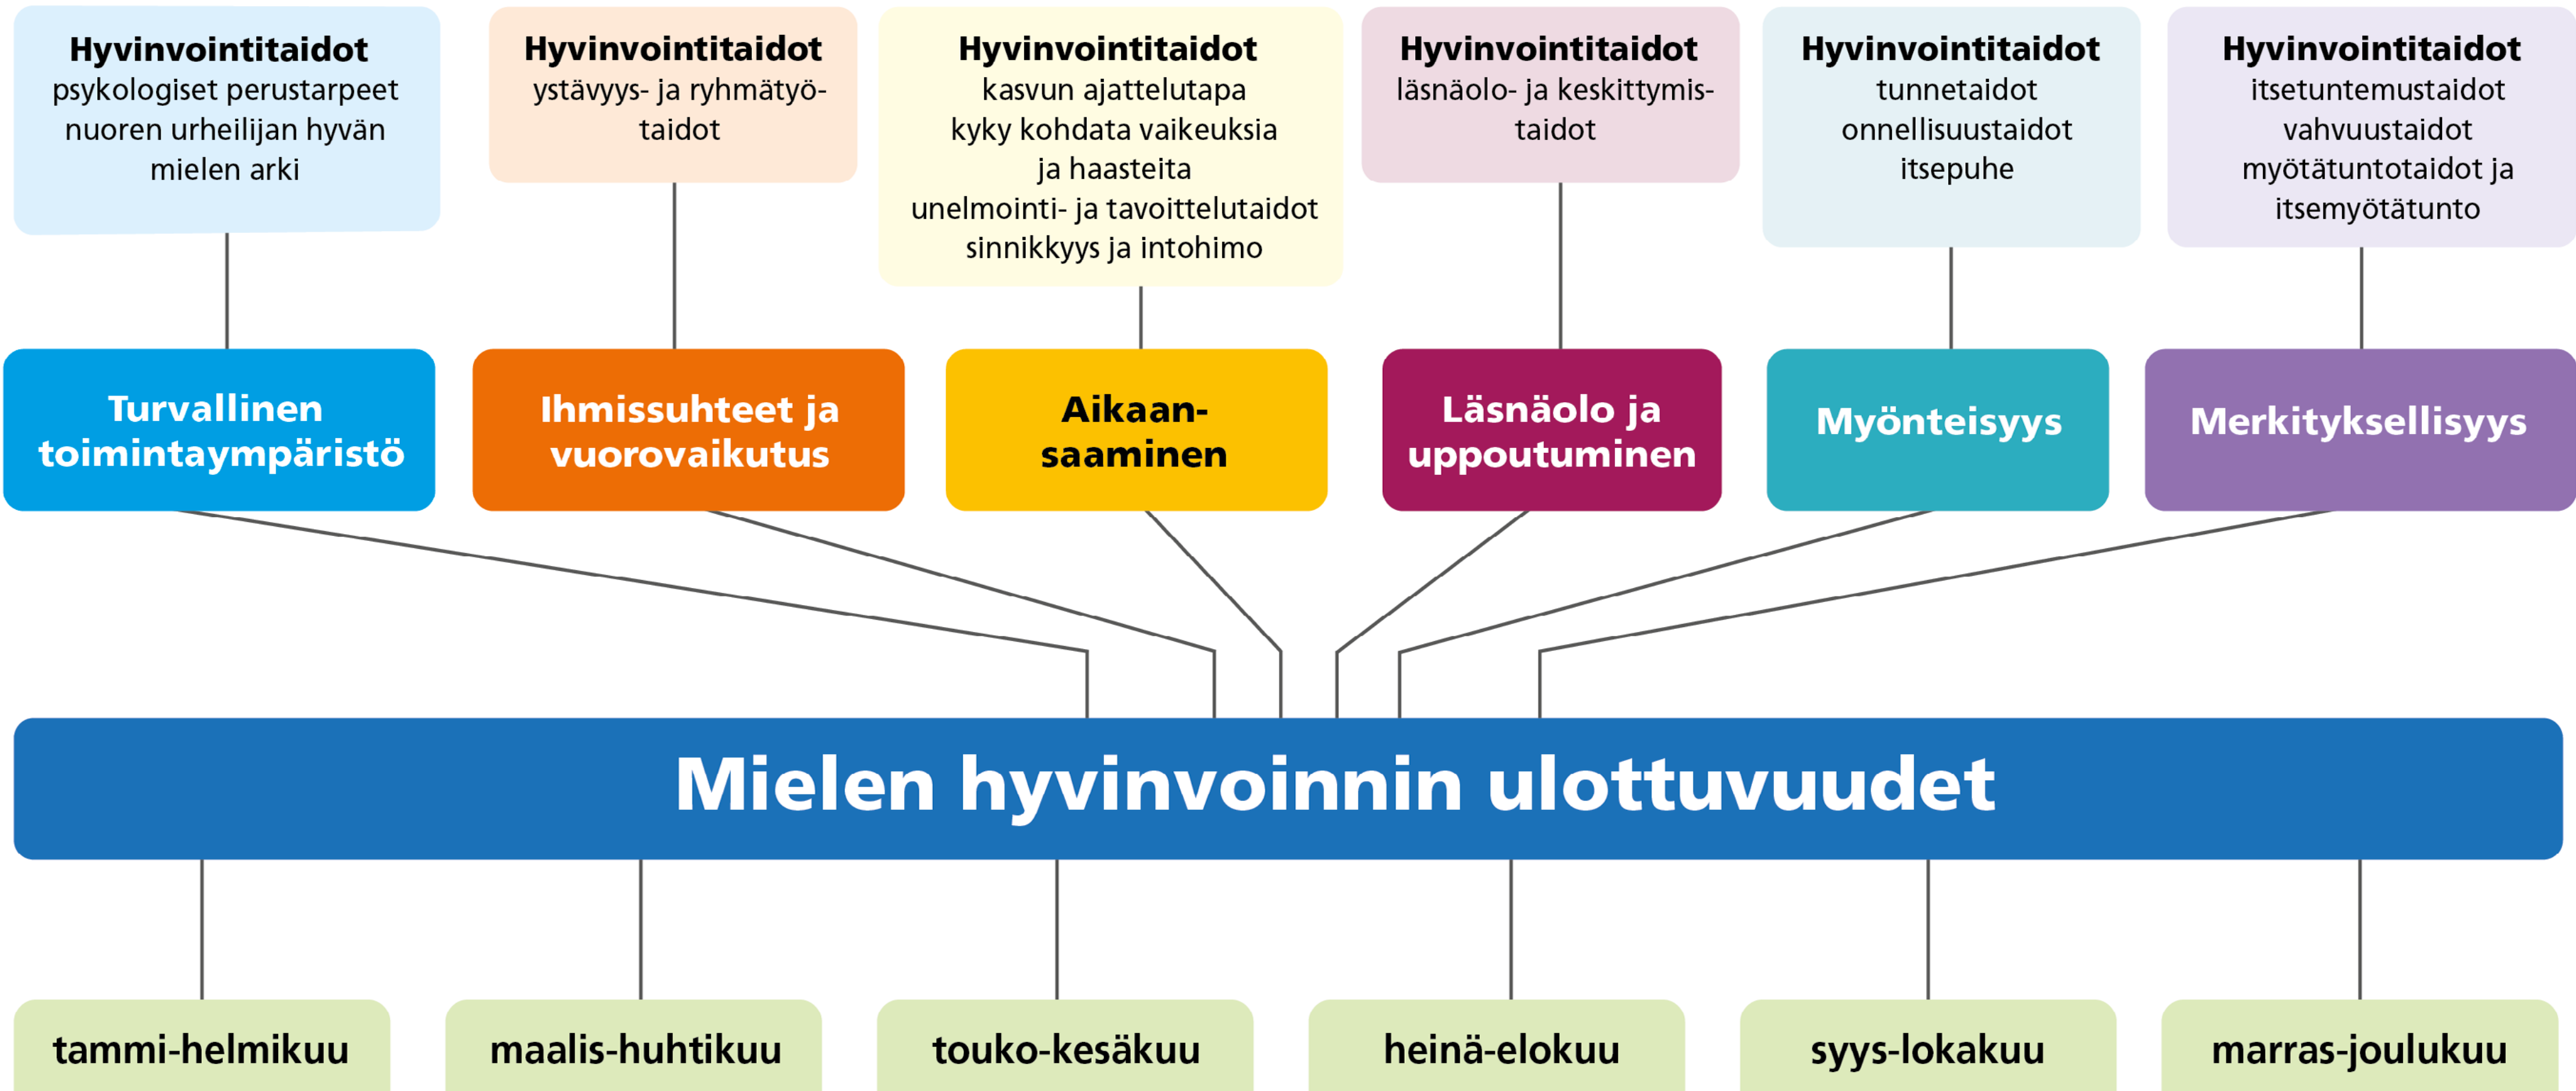 Hyvinvointitaidot
psykologiset perustarpeet
nuoren urheilijan hyvän
mielen arki
Hyvinvointitaidot
ystävyys- ja ryhmätyö-
taidot
Hyvinvointitaidot
kasvun ajattelutapa
kyky kohdata vaikeuksia
ja haasteita
unelmointi- ja tavoittelutaidot
sinnikkyys ja intohimo
Hyvinvointitaidot
läsnäolo- ja keskittymis-
taidot
Hyvinvointitaidot
tunnetaidot
onnellisuustaidot
itsepuhe
Hyvinvointitaidot
itsetuntemustaidot
vahvuustaidot
myötätuntotaidot ja
itsemyötätunto
Turvallinen
toimintaympäristö
Ihmissuhteet ja
vuorovaikutus
Aikaan-
saaminen
Läsnäolo ja
uppoutuminen
Myönteisyys
Merkityksellisyys
Mielen hyvinvoinnin ulottuvuudet
tammi-helmikuu
maalis-huhtikuu
touko-kesäkuu
heinä-elokuu
syys-lokakuu
marras-joulukuu